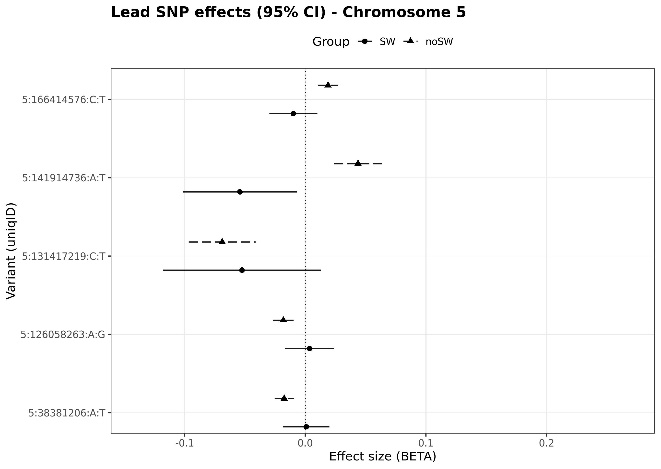 Lead SNP effects (95% CI) - Chromosome 5
Group SW noSW
Variant (uniqID)
5:166414576:C:T
5:141914736:A:T
5:131417219:C:T
5:126058263:A:G
5:38381206:A:T
-0.1 0.0 0.1 0.2
Effect size (BETA)